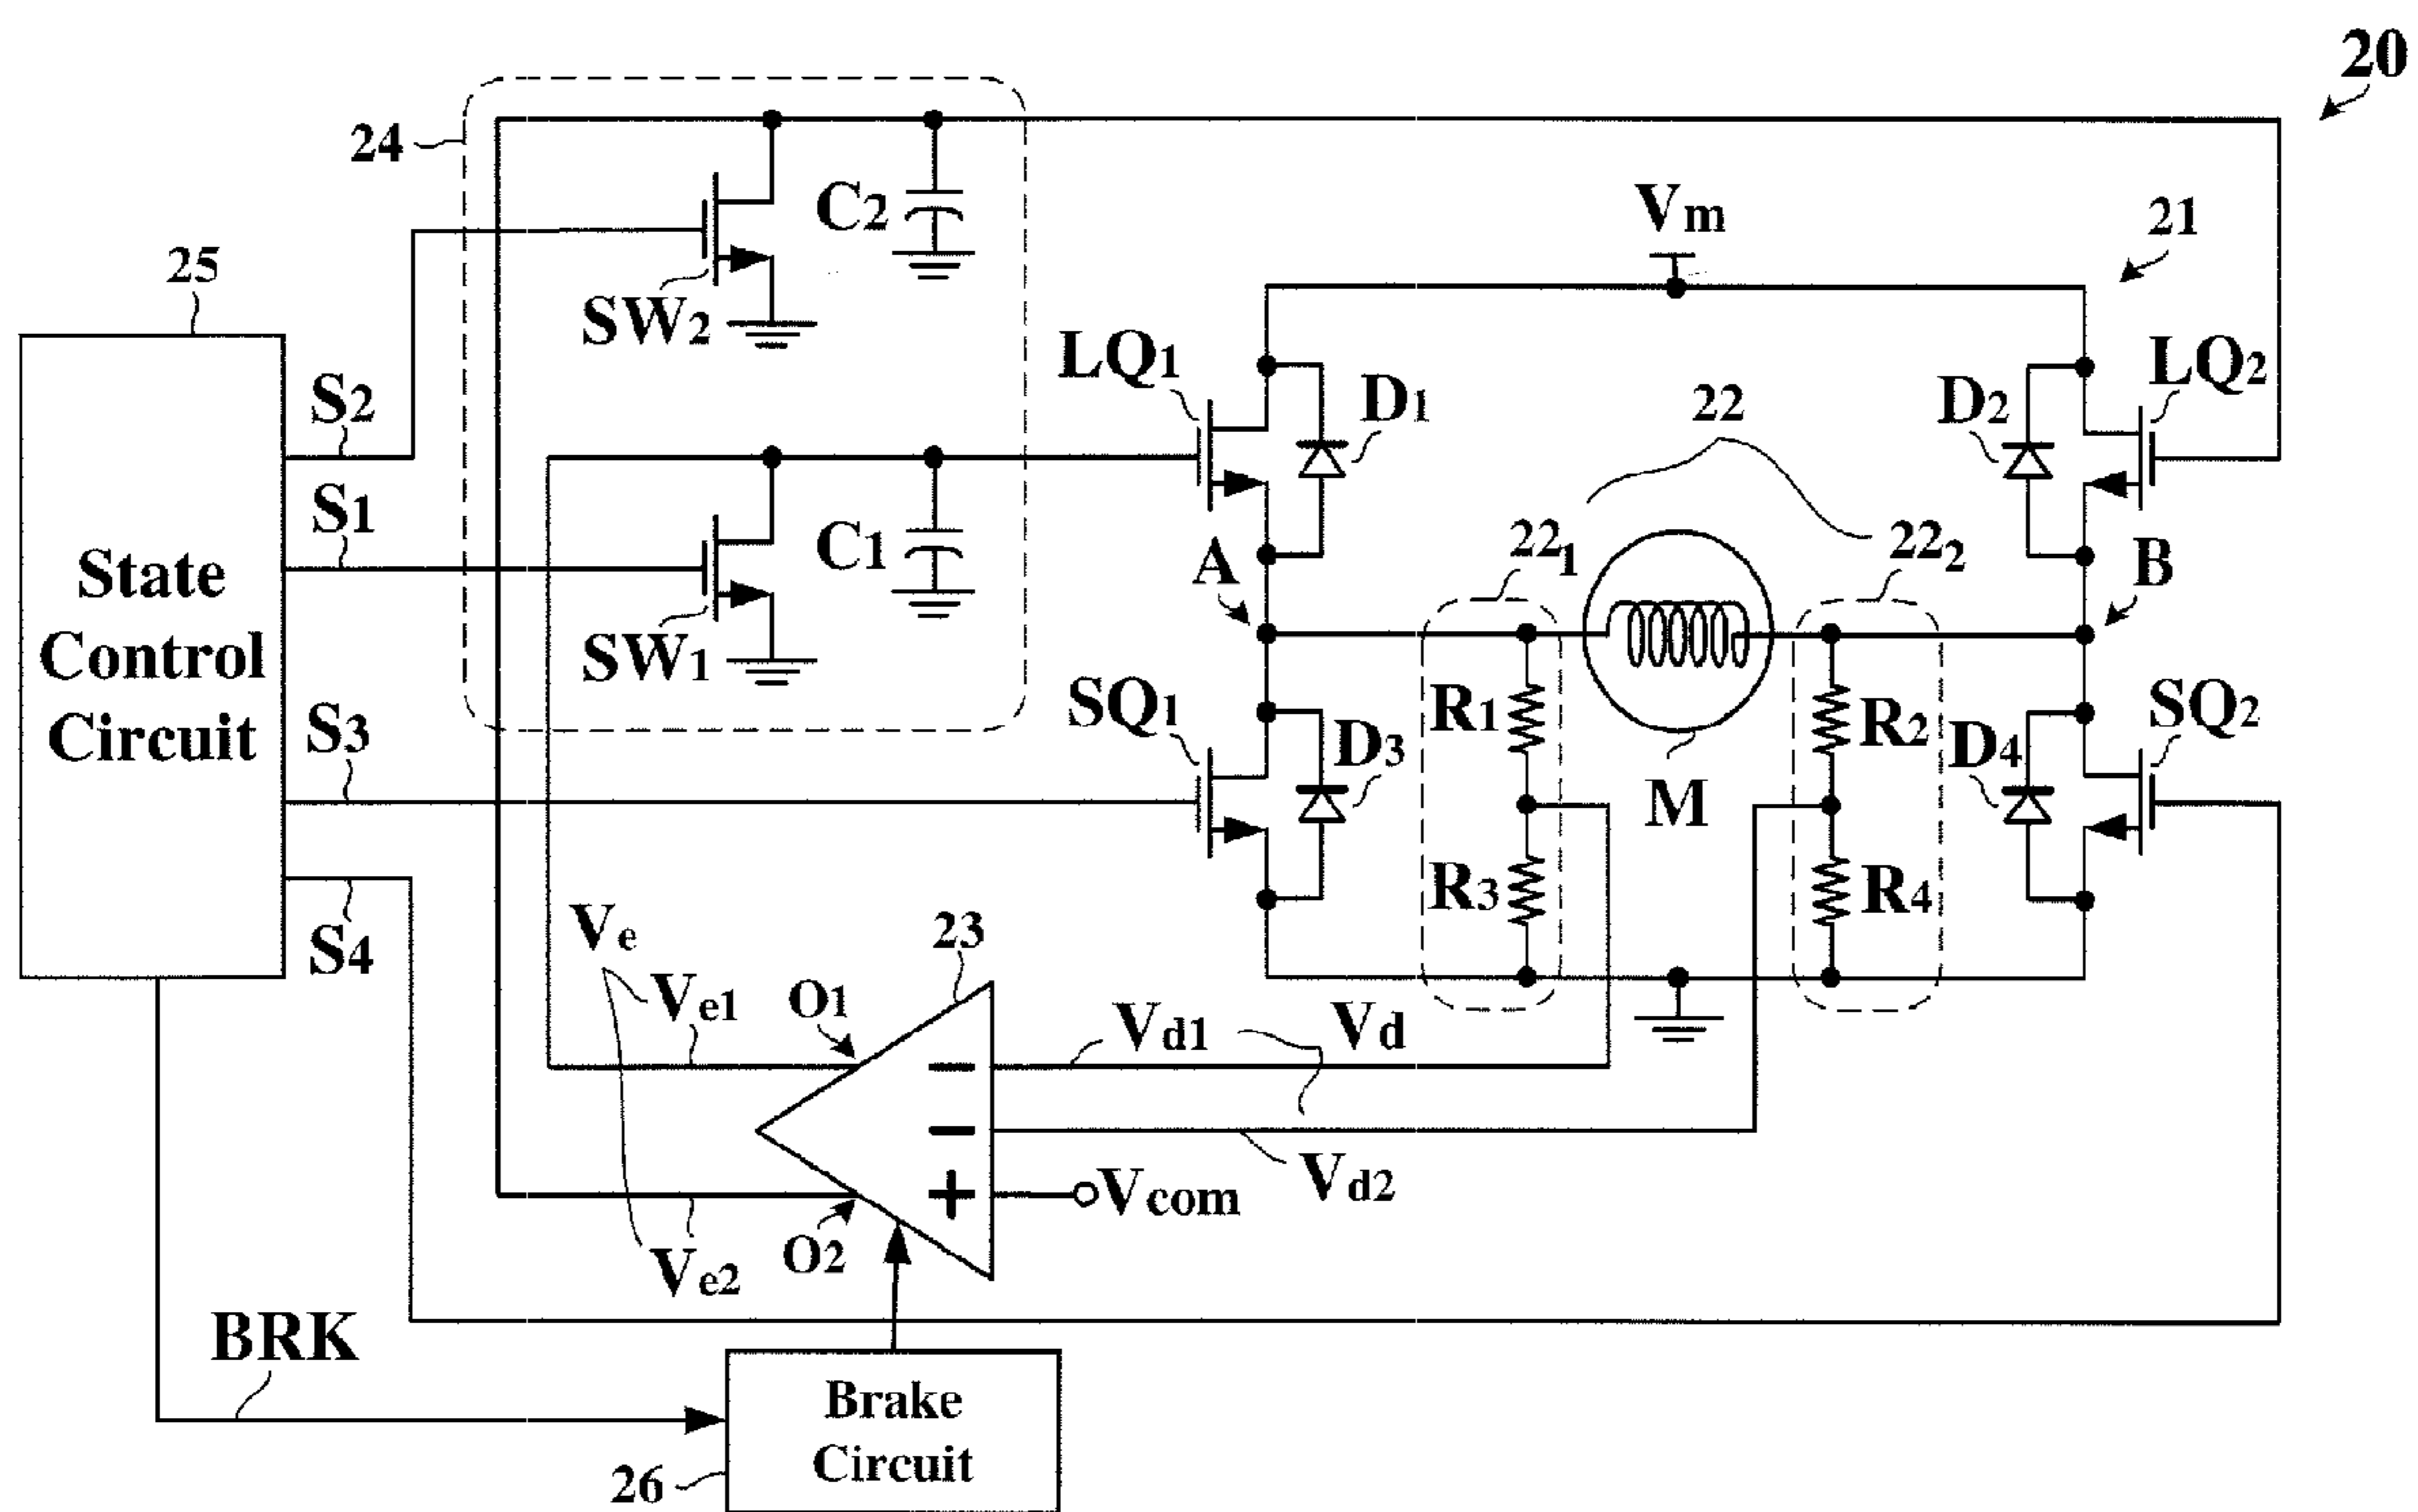 20
24
C2
Vm
21
25
SW2
LQ1
D1
D2
LQ2
S2
22
S1
C1
A
221
222
B
State
Control
Circuit
SW1
SQ1
R1
R2
SQ2
S3
D3
D4
M
R3
R4
S4
Ve
23
Ve1
O1
Vd1
Vd
Vcom
Vd2
O2
Ve2
BRK
Brake
Circuit
26